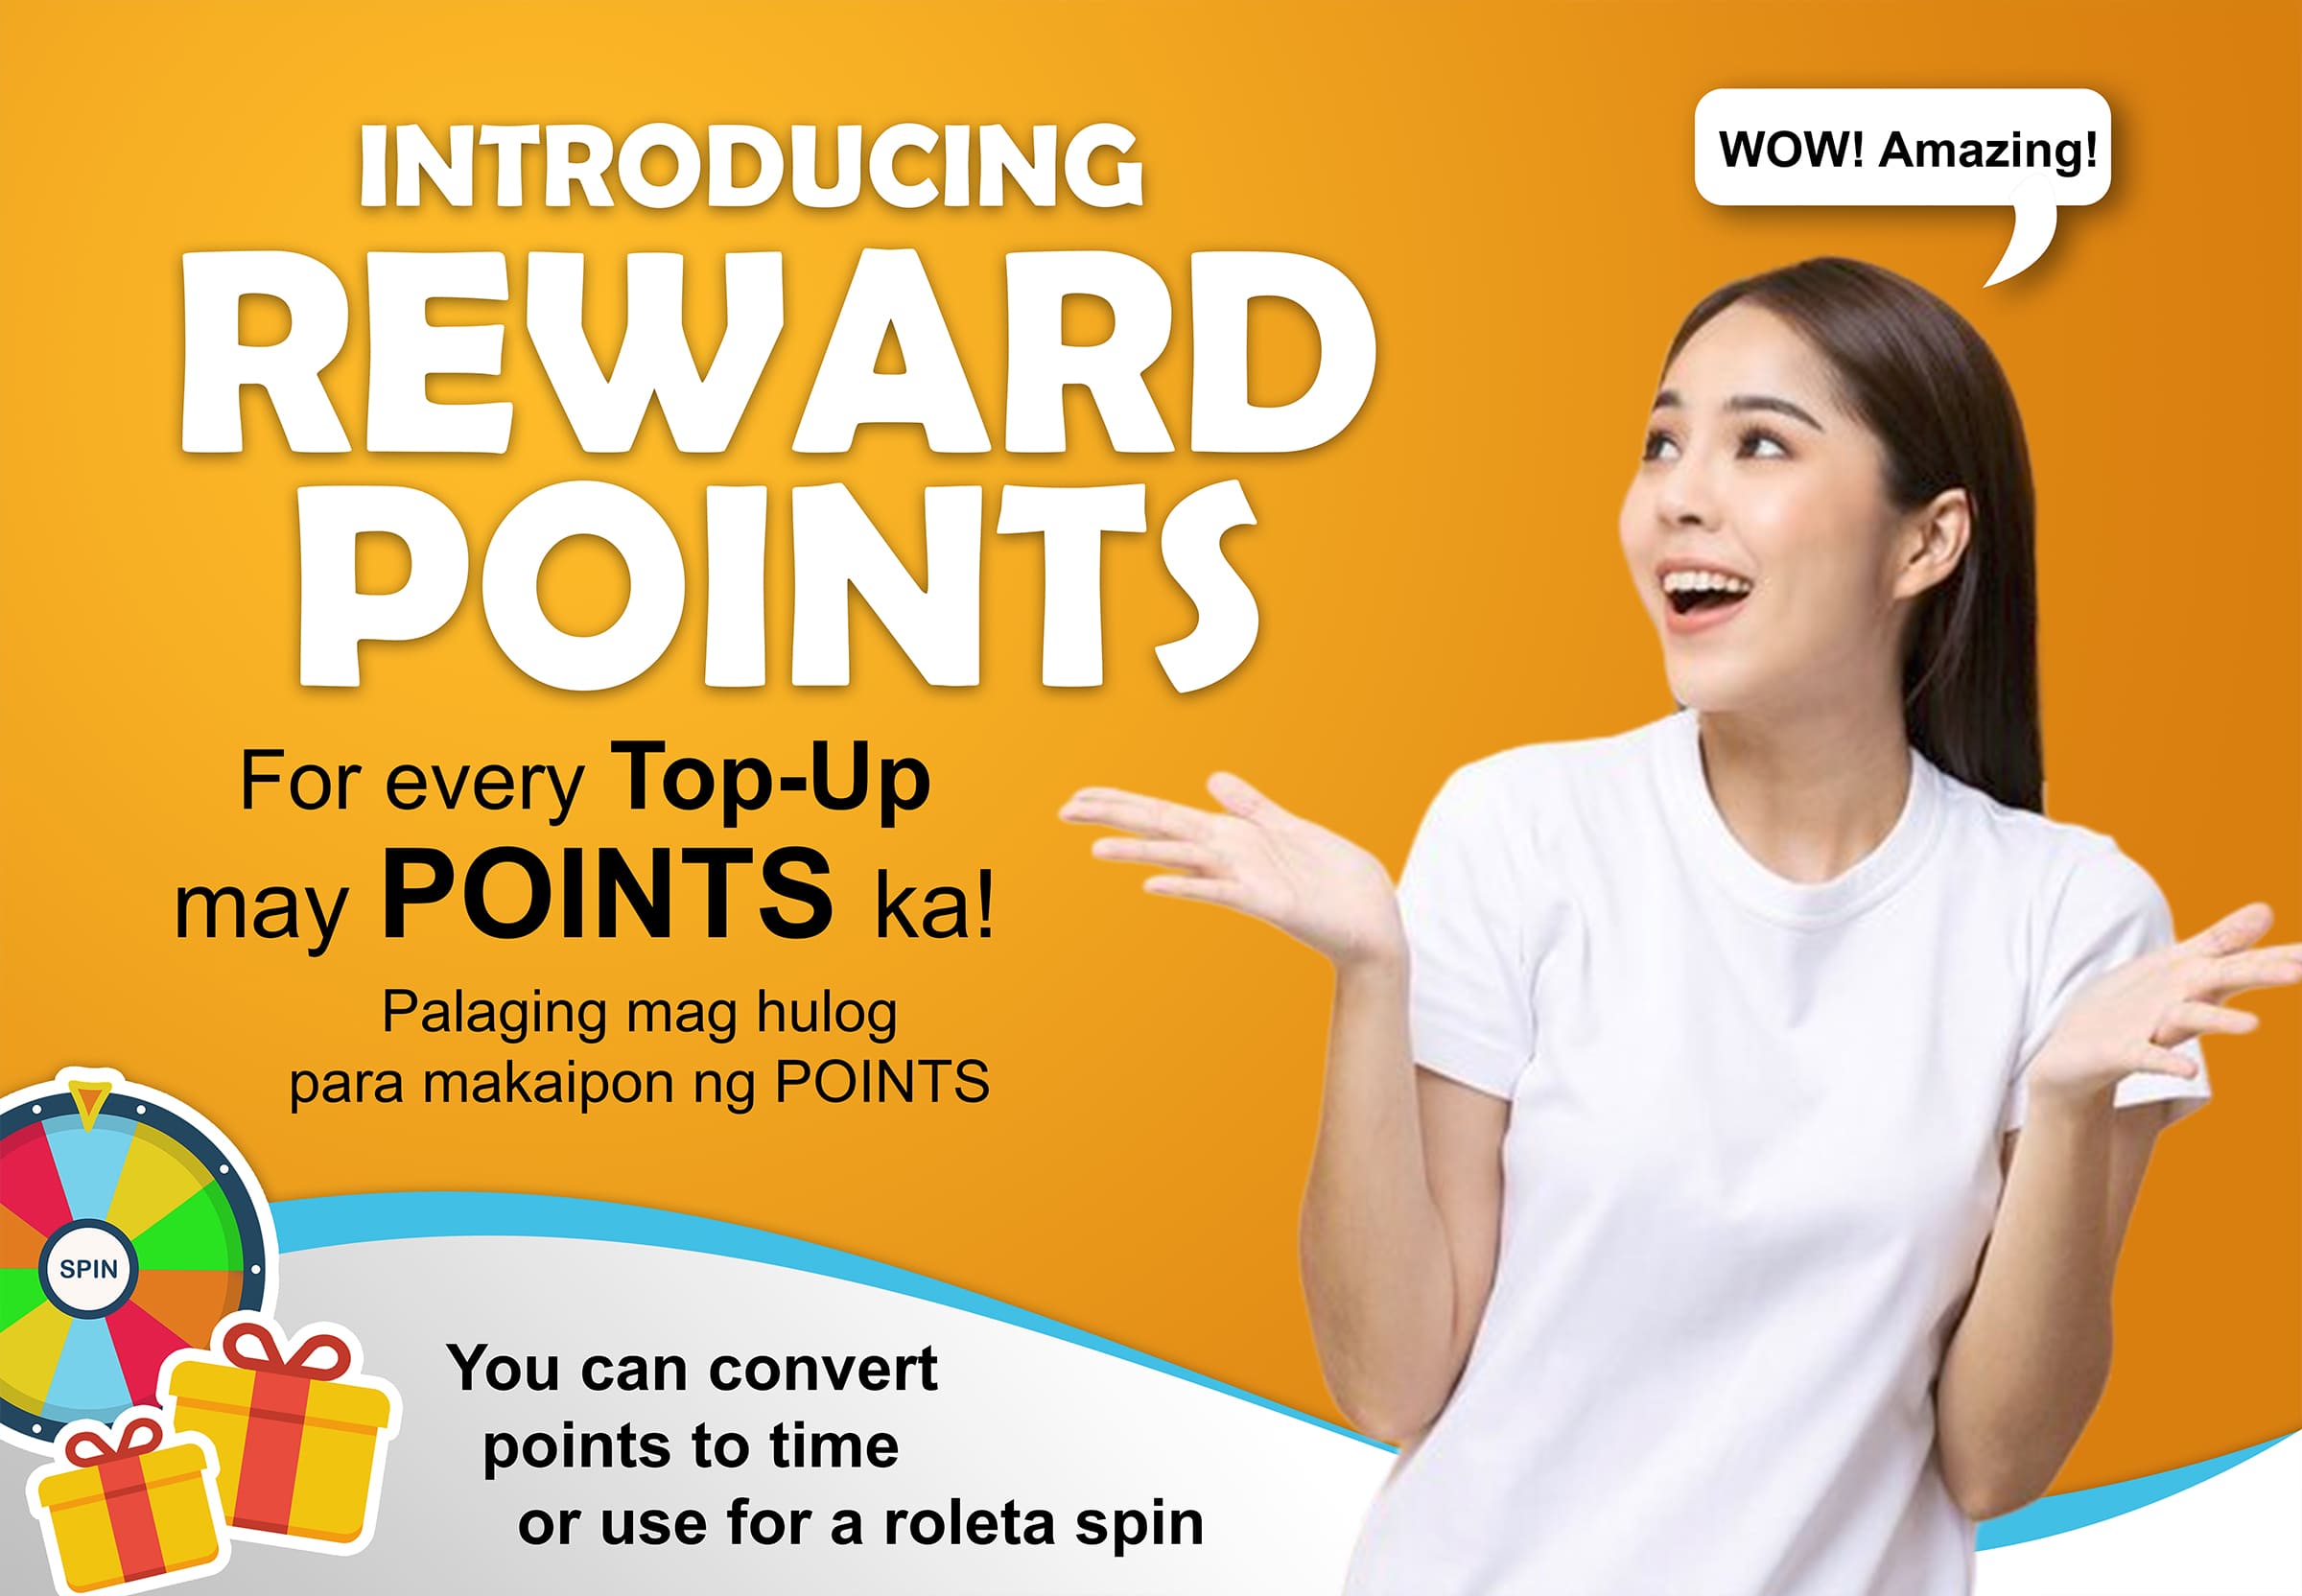 INTRODUCING
REWARD
POINTS
WOW! Amazing!
For every Top-Up
may POINTS ka!
Palaging mag hulog
para makaipon ng POINTS
SPIN
You can convert
points to time
or use for a roleta spin